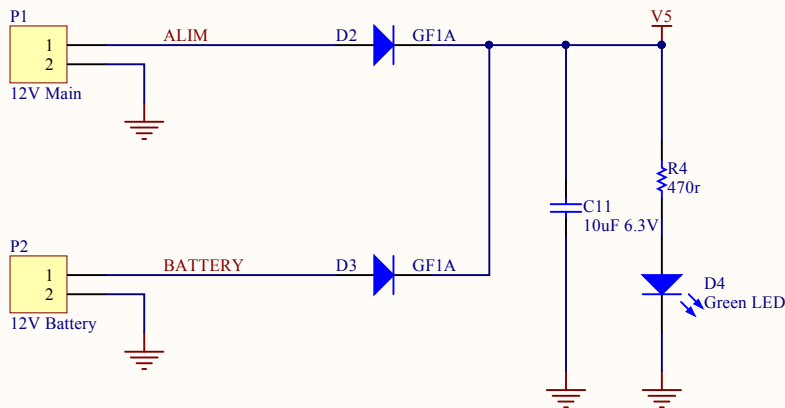 P1
1
2
12V Main
ALIM
D2
GF1A
V5
R4
470r
C11
10uF 6.3V
P2
1
2
12V Battery
BATTERY
D3
GF1A
D4
Green LED